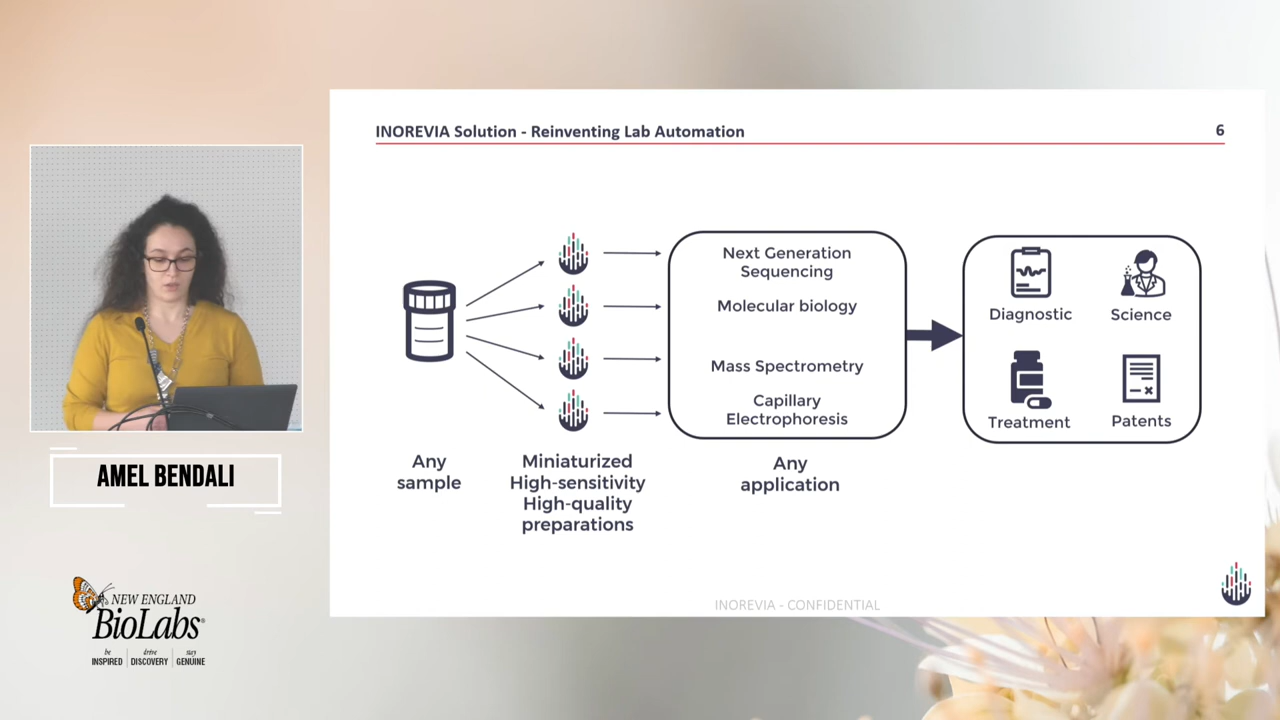 INOREVIA Solution - Reinventing Lab Automation
6
Next Generation
Sequencing
Molecular biology
Mass Spectrometry
Capillary
Electrophoresis
Diagnostic
Science
Treatment
Patents
Any
sample
Miniaturized
High-sensitivity
High-quality
preparations
Any
application
INOREVIA - CONFIDENTIAL
AMEL BENDALI
NEW ENGLAND
BioLabs®
be
INSPIRED
drive
DISCOVERY
stay
GENUINE